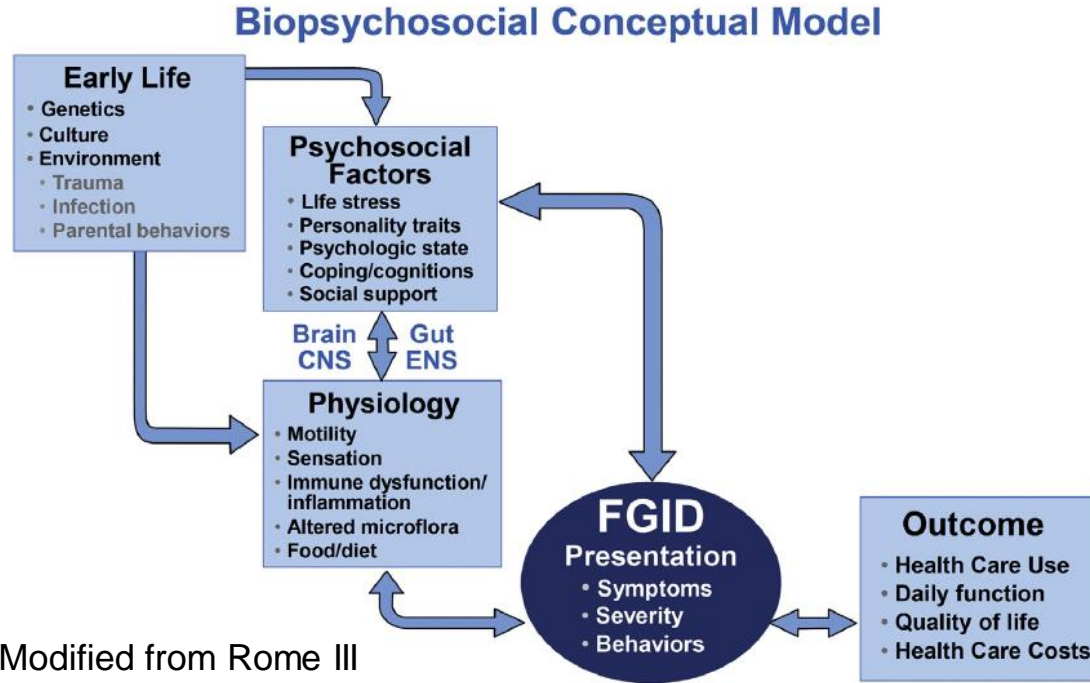 Biopsychosocial Conceptual Model
Early Life
• Genetics
• Culture
• Environment
• Trauma
• Infection
• Parental behaviors
Psychosocial
Factors
• LIfe stress
• Personality traits
• Psychologic state
• Coping/cognitions
• Social support
Brain Gut
CNS ENS
Physiology
• Motility
• Sensation
• Immune dysfunction/
inflammation
• Altered microflora
• Food/diet
FGID
Presentation
• Symptoms
• Severity
• Behaviors
Outcome
• Health Care Use
• Daily function
• Quality of life
• Health Care Costs
Modified from Rome III